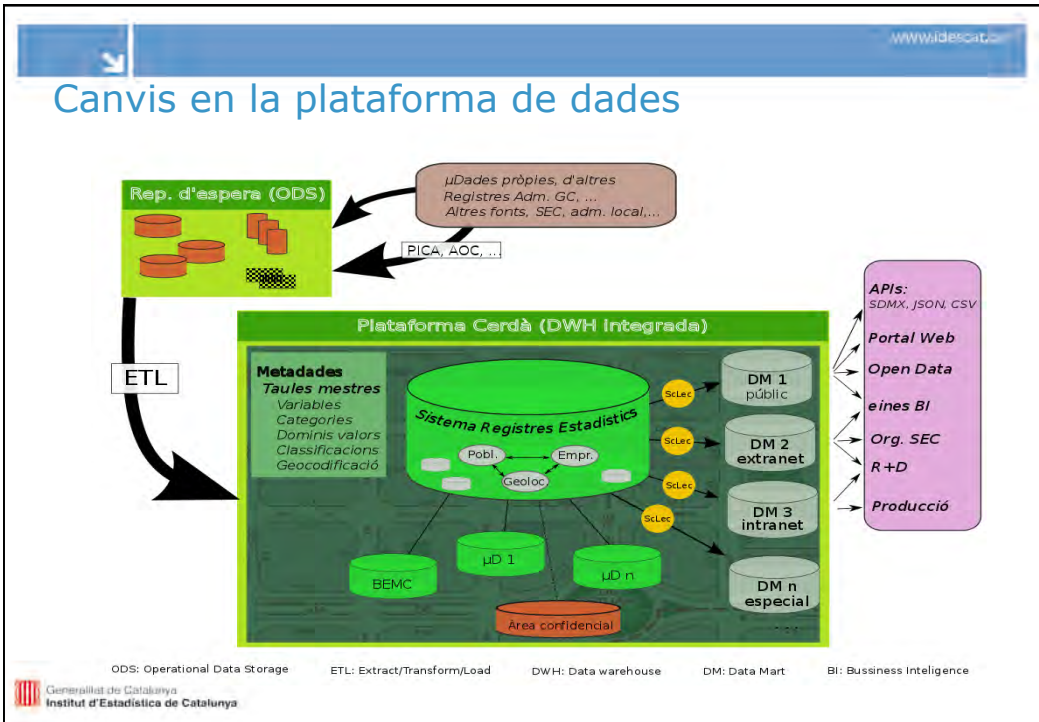 www.idescat.c
Canvis en la plataforma de dades
Rep. d'espera (ODS)
µDades pròpies, d'altres
Registres Adm. GC, ...
Altres fonts, SEC, adm. local,...
PICA, AOC, ...
ETL
Plataforma Cerdà (DWH integrada)
Metadades
Taules mestres
Variables
Categories
Dominis valors
Classificacions
Geocodificació
Sistema Registres Estadístics
Pobl.
Empr.
Geoloc.
BEMC
µD 1
µD n
Àrea confidencial
ScLec
ScLec
ScLec
ScLec
DM 1
públic
DM 2
extranet
DM 3
intranet
DM n
especial
APIs:
SDMX, JSON, CSV
Portal Web
Open Data
eines BI
Org. SEC
R+D
Producció
ODS: Operational Data Storage
ETL: Extract/Transform/Load
DWH: Data warehouse
DM: Data Mart
BI: Bussiness Inteligence
Generalitat de Catalunya
Institut d'Estadística de Catalunya